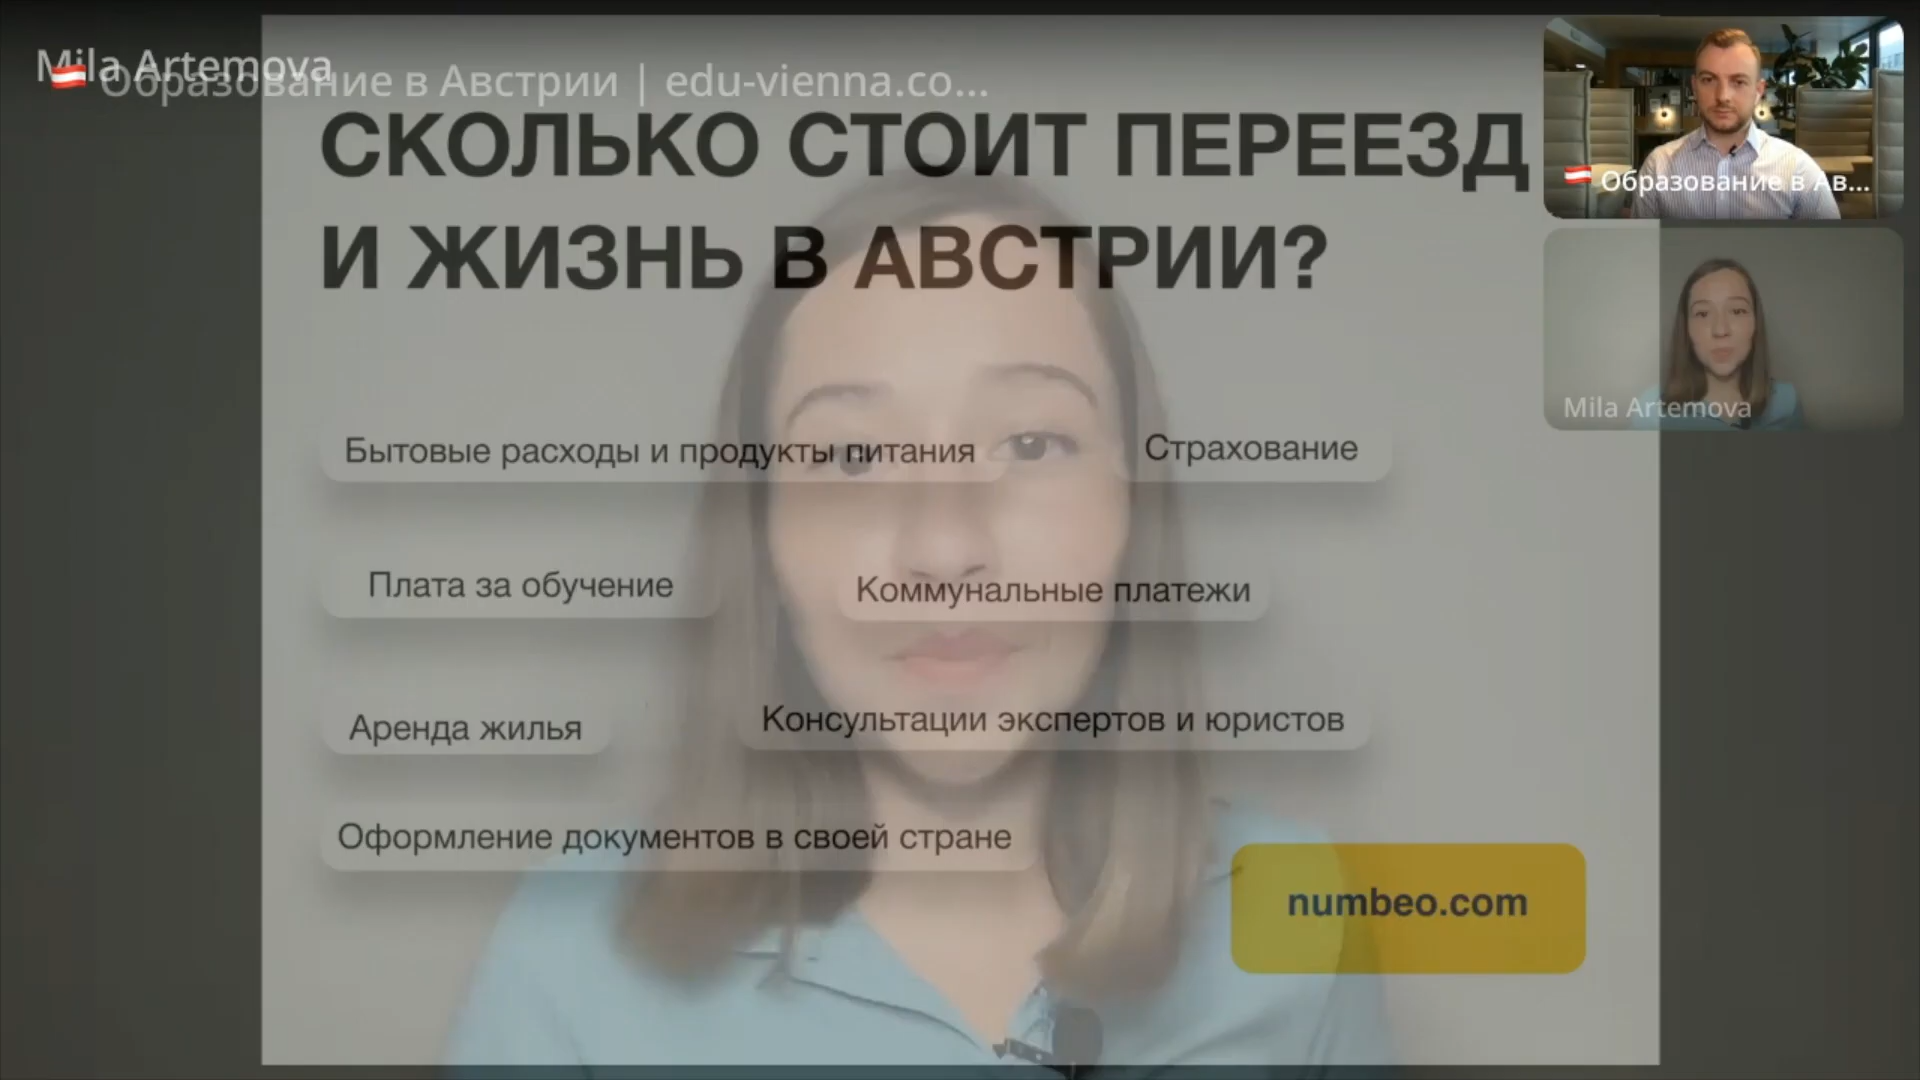 Mila Artemova
Образование в Австрии | edu-vienna.co...
СКОЛЬКО СТОИТ ПЕРЕЕЗД
И ЖИЗНЬ В АВСТРИИ?
Образование в Ав...
Mila Artemova
Бытовые расходы и продукты питания
Страхование
Плата за обучение
Коммунальные платежи
Аренда жилья
Консультации экспертов и юристов
Оформление документов в своей стране
numbeo.com